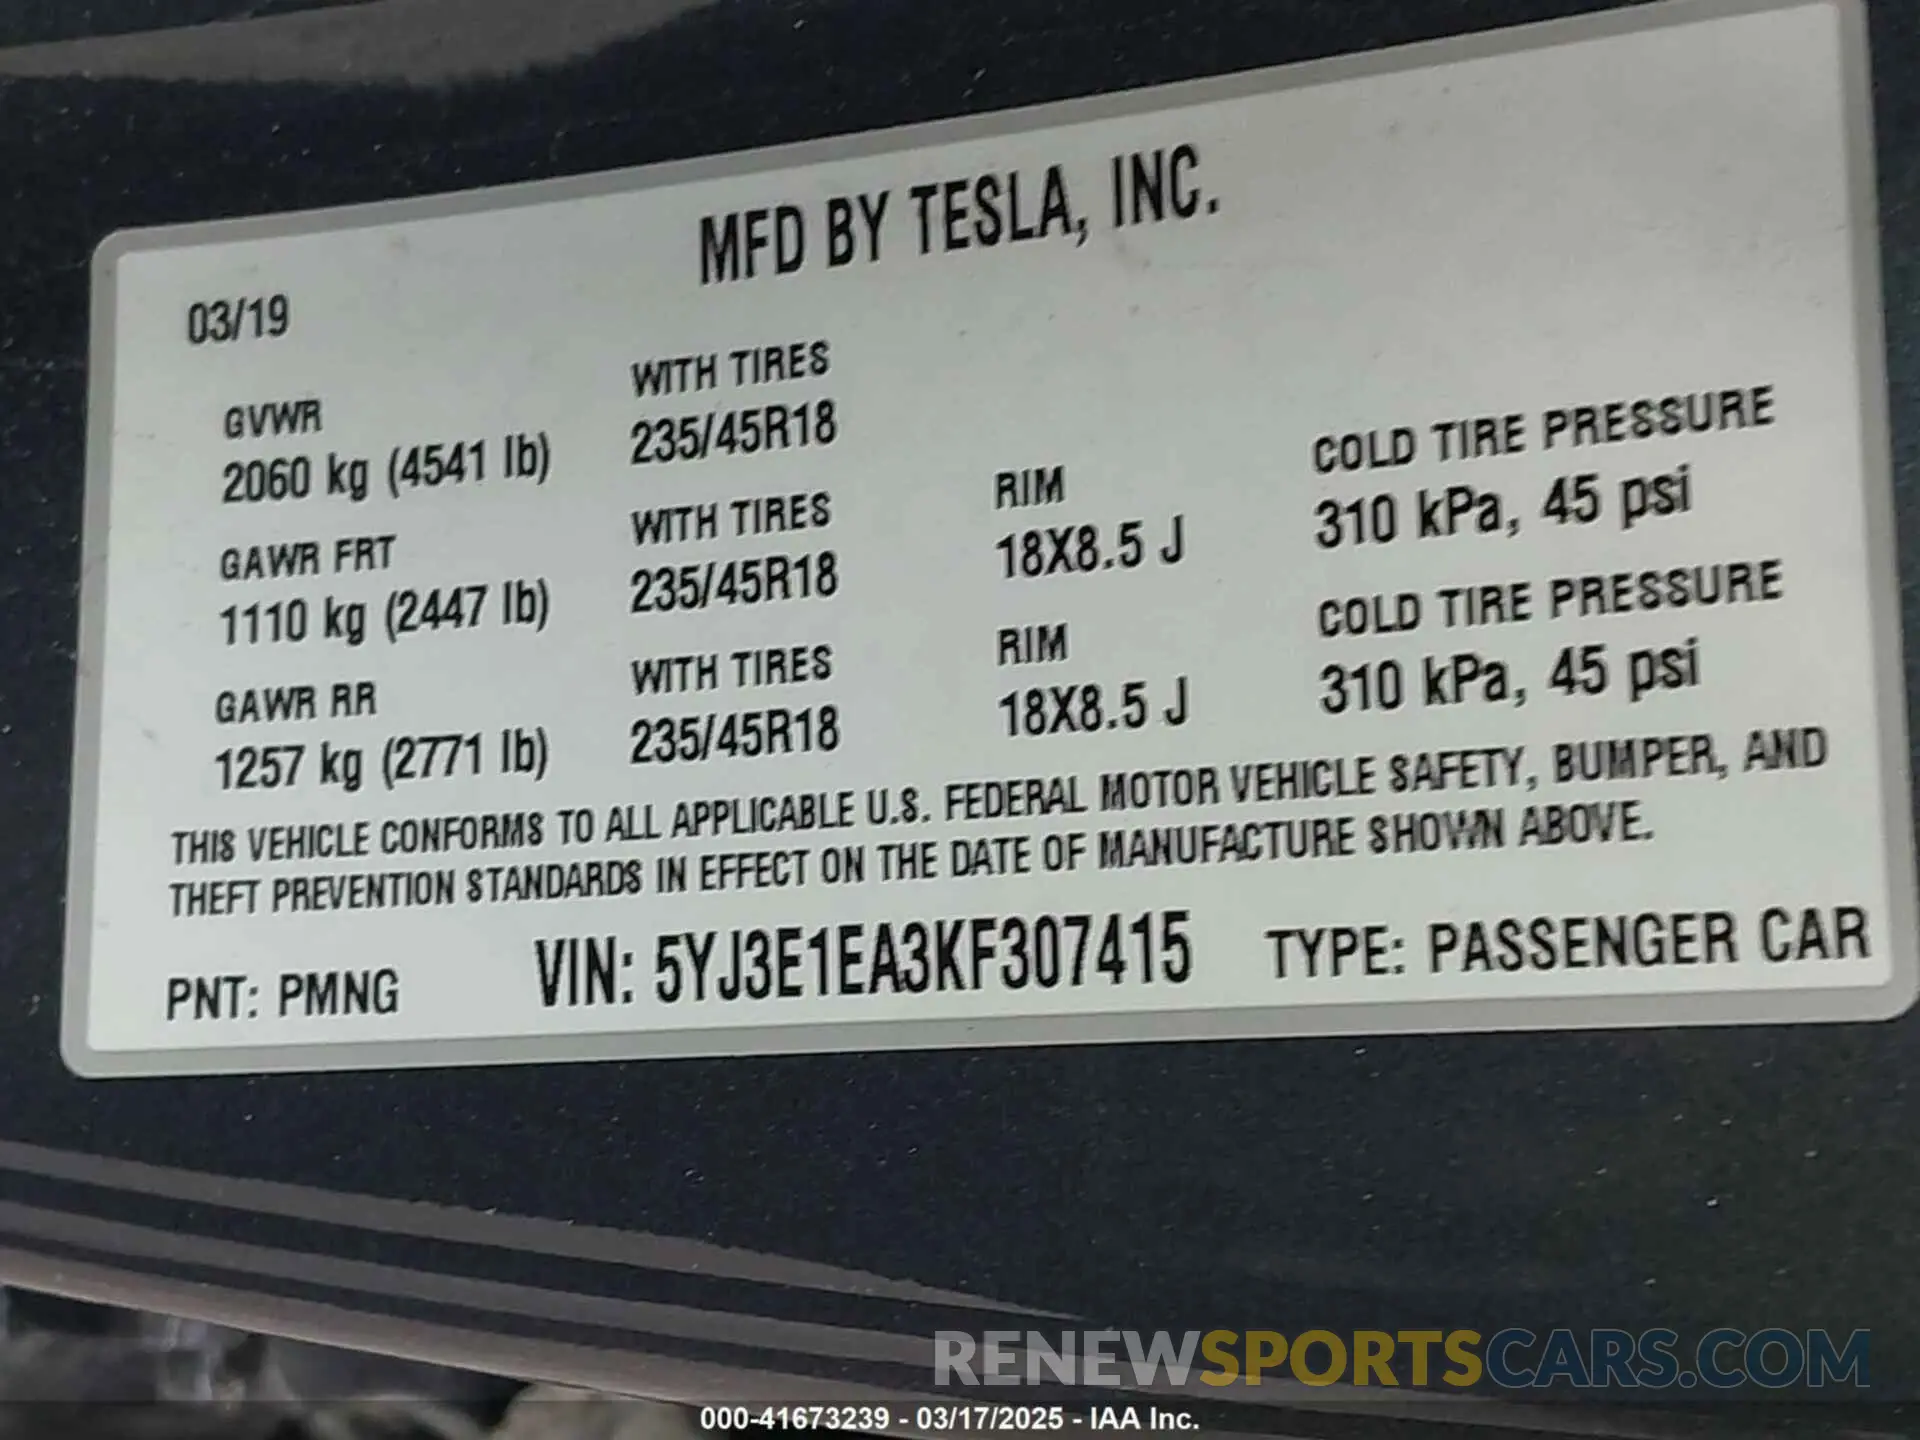 MFD BY TESLA, INC.
03/19
GVWR
2060 kg (4541 lb)
WITH TIRES
235/45R18
GAWR FRT
1110 kg (2447 lb)
WITH TIRES
235/45R18
RIM
18X8.5 J
COLD TIRE PRESSURE
310 kPa, 45 psi
GAWR RR
1257 kg (2771 lb)
WITH TIRES
235/45R18
RIM
18X8.5 J
COLD TIRE PRESSURE
310 kPa, 45 psi
THIS VEHICLE CONFORMS TO ALL APPLICABLE U.S. FEDERAL MOTOR VEHICLE SAFETY, BUMPER, AND
THEFT PREVENTION STANDARDS IN EFFECT ON THE DATE OF MANUFACTURE SHOWN ABOVE.
PNT: PMNG VIN: 5YJ3E1EA3KF307415 TYPE: PASSENGER CAR
RENEWSPORTSCARS.COM
000-41673239 - 03/17/2025 - IAA Inc.